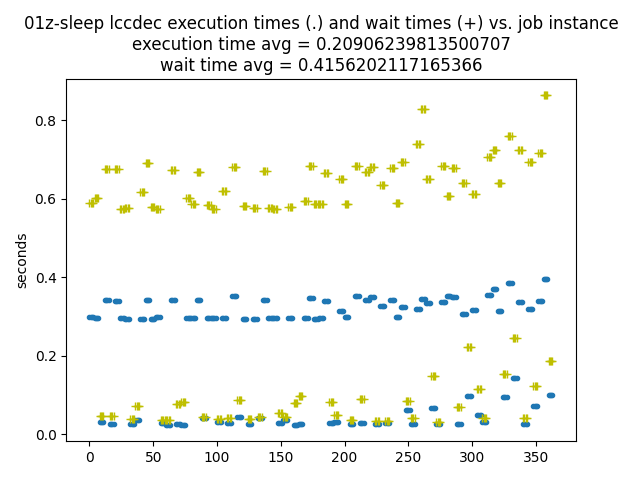 01z-sleep lccdec execution times (.) and wait times (+) vs. job instance
execution time avg = 0.20906239813500707
wait time avg = 0.4156202117165366
0.8
0.6
seconds
0.4
0.2
0.0
0 50 100 150 200 250 300 350